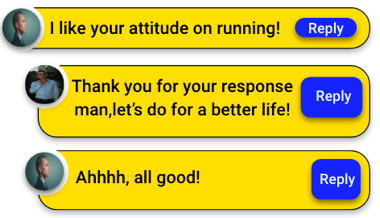 I like your attitude on running!
Reply
Thank you for your response
man,let's do for a better life!
Reply
Ahhhh, all good!
Reply